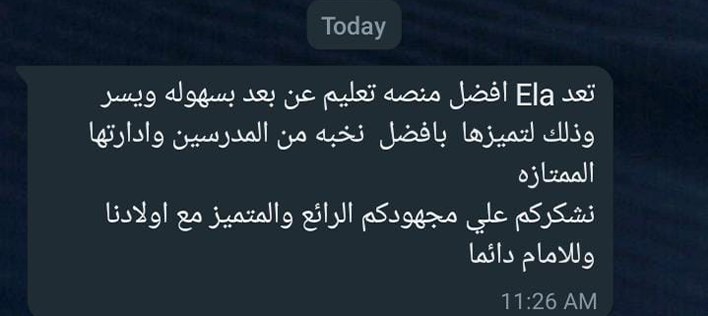 Today
تعد Ela افضل منصه تعليم عن بعد بسهوله ويسر
وذلك لتميزها بافضل نخبه من المدرسين وادارتها
الممتازه
نشكركم علي مجهودكم الرائع والمتميز مع اولادنا
وللامام دائما
11:26 AM